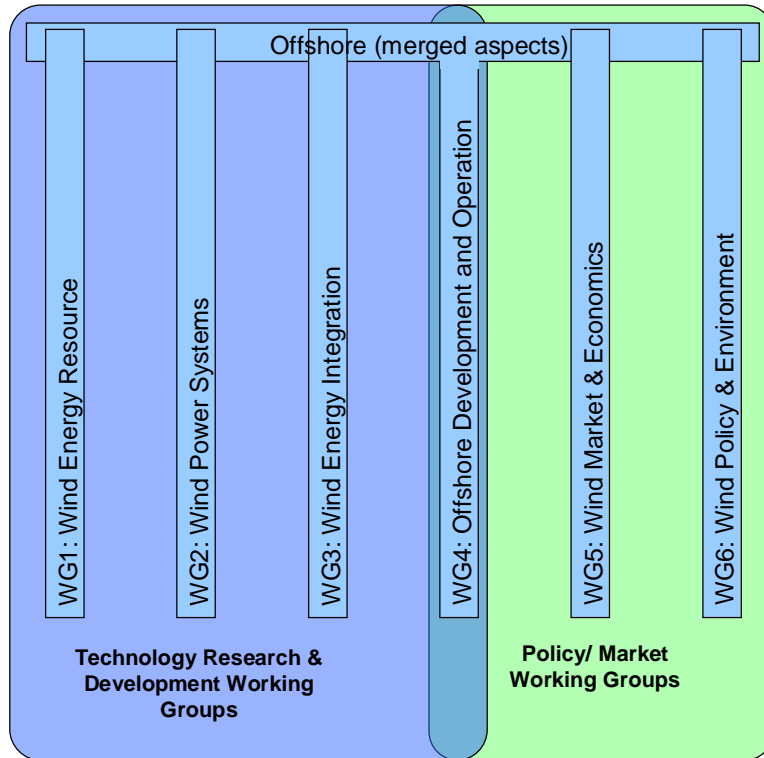 Offshore (merged aspects)
WG1: Wind Energy Resource
WG2: Wind Power Systems
WG3: Wind Energy Integration
WG4: Offshore Development and Operation
WG5: Wind Market & Economics
WG6: Wind Policy & Environment
Technology Research &
Development Working
Groups
Policy/ Market
Working Groups